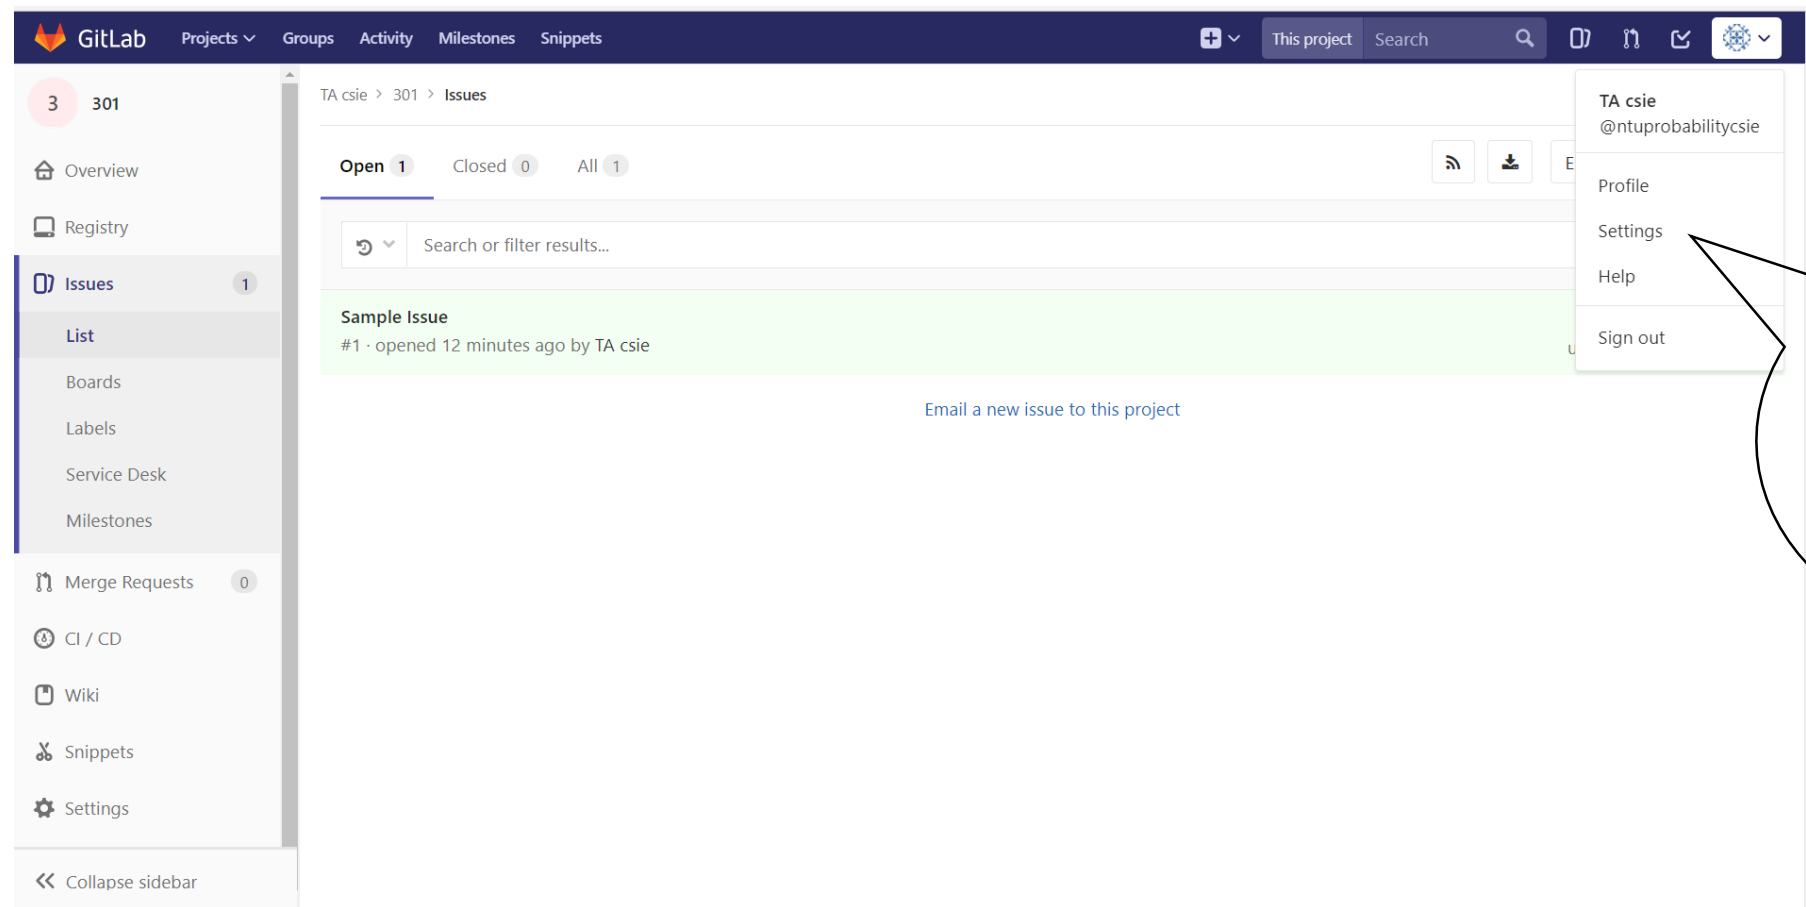 GitLab Projects Groups Activity Milestones Snippets This project Search
3 301
Overview
Registry
Issues 1
List
Boards
Labels
Service Desk
Milestones
Merge Requests 0
CI / CD
Wiki
Snippets
Settings
Collapse sidebar
TA csie > 301 > Issues
Open 1 Closed 0 All 1
E
Search or filter results...
Sample Issue
#1 · opened 12 minutes ago by TA csie
u
Email a new issue to this project
TA csie
@ntuprobabilitycsie
Profile
Settings
Help
Sign out